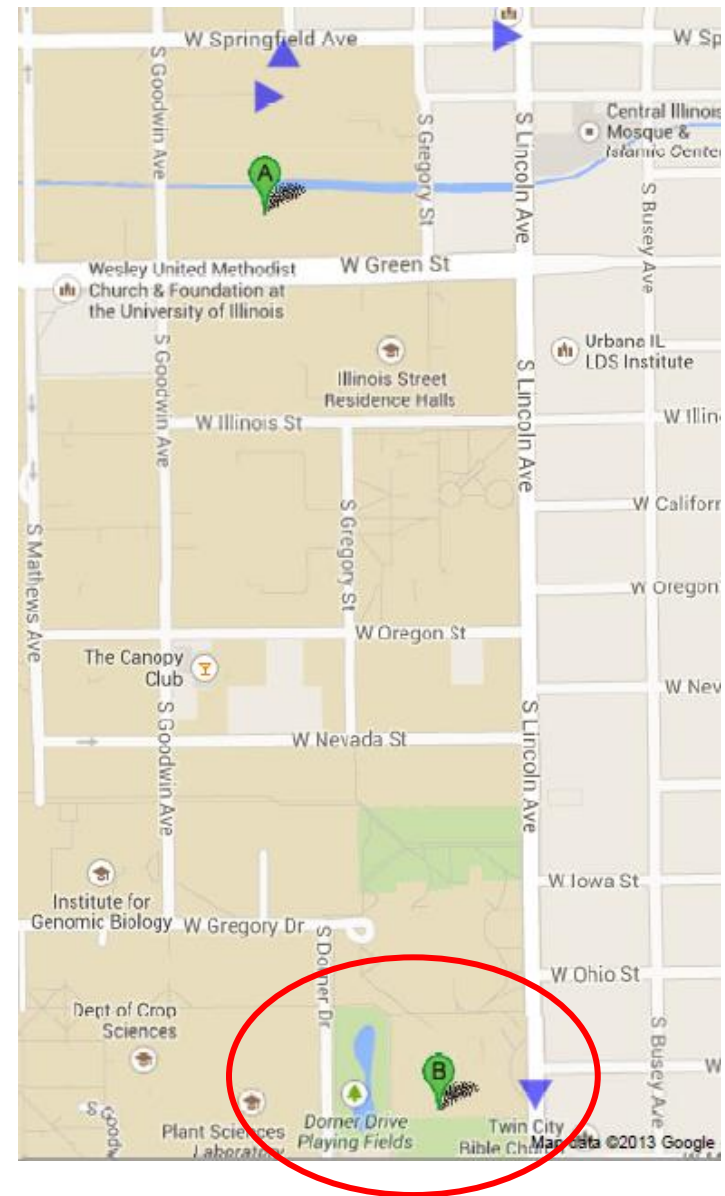 W Springfield Ave
W Sp
S Goodwin Ave
S Gregory St
S Lincoln Ave
Central Illinois
Mosque &
Islamic Center
A
S Busey Ave
W Green St
Wesley United Methodist
Church & Foundation at
the University of Illinois
Urbana IL
LDS Institute
S Goodwin Ave
Illinois Street
Residence Halls
S Lincoln Ave
W Illinois St
W Illin
S Gregory St
W Californ
S Mathews Ave
W Oregon
W Oregon St
The Canopy
Club
W Nev
S Goodwin Ave
S Lincoln Ave
W Nevada St
Institute for
Genomic Biology
W Iowa St
W Gregory Dr
S Dorner Dr
W Ohio St
Dept of Crop
Sciences
S Busey Ave
B
W
S Goodw
Plant Sciences
Laboratory
Dorner Drive
Playing Fields
Twin City
Bible Church
Map data ©2013 Google